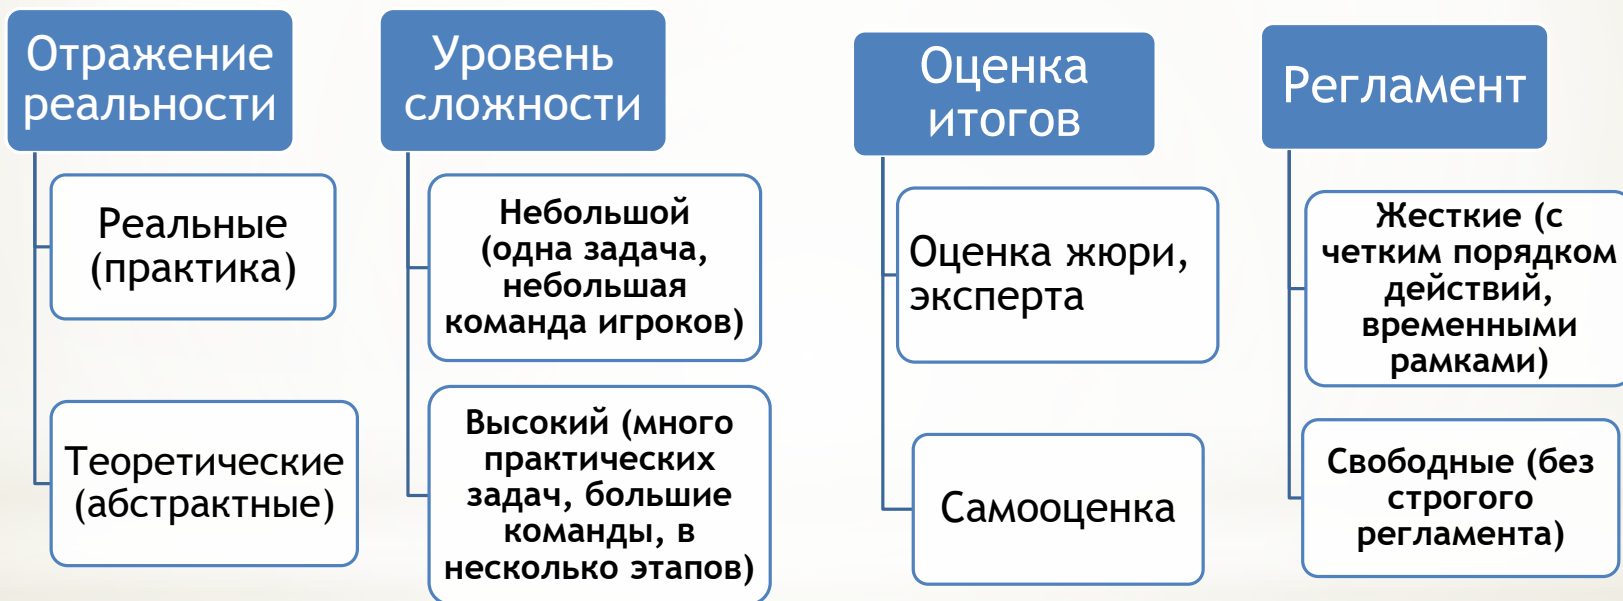 Отражение
реальности
Реальные
(практика)
Теоретические
(абстрактные)
Уровень
сложности
Небольшой
(одна задача,
небольшая
команда игроков)
Высокий (много
практических
задач, большие
команды, в
несколько этапов)
Оценка
итогов
Оценка жюри,
эксперта
Самооценка
Регламент
Жесткие (с
четким порядком
действий,
временными
рамками)
Свободные (без
строгого
регламента)